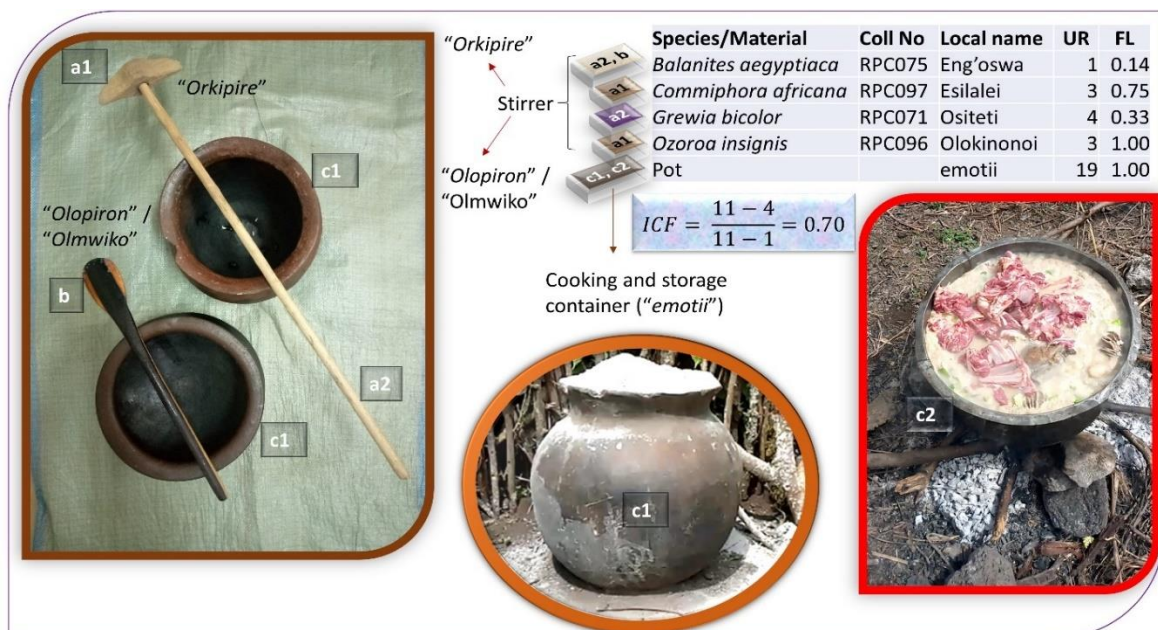 a1
"Orkipire"
c1
"Olopiron" /
"Olmwiko"
b
c1
a2
"Orkipire"
Stirrer
"Olopiron" /
"Olmwiko"
Species/Material Coll No Local name UR FL
a2, b Balanites aegyptiaca RPC075 Eng’oswa 1 0.14
a1 Commiphora africana RPC097 Esilalei 3 0.75
a2 Grewia bicolor RPC071 Ositeti 4 0.33
a1 Ozoroa insignis RPC096 Olokinonoi 3 1.00
c1, c2 Pot emotii 19 1.00
ICF = 11 − 4 / 11 − 1 = 0.70
Cooking and storage
container ("emotii")
c1
c2